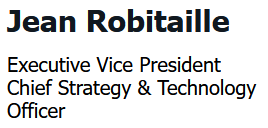 Jean Robitaille
Executive Vice President
Chief Strategy & Technology
Officer